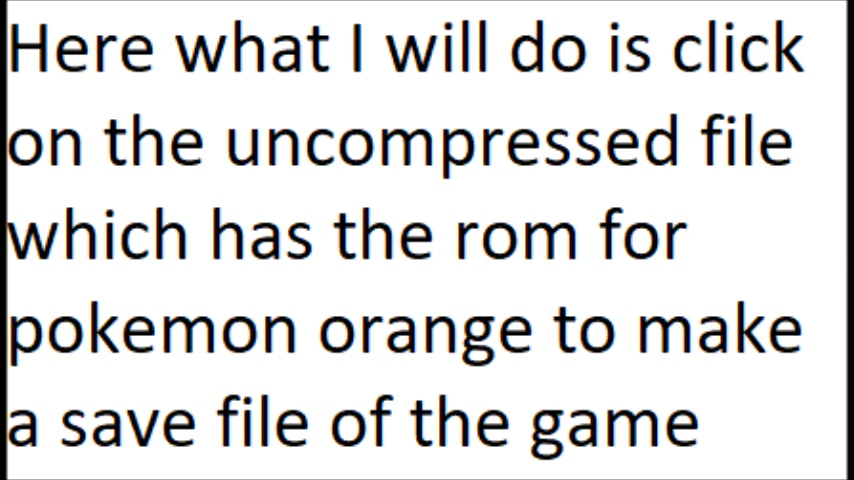 Here what I will do is click
on the uncompressed file
which has the rom for
pokemon orange to make
a save file of the game